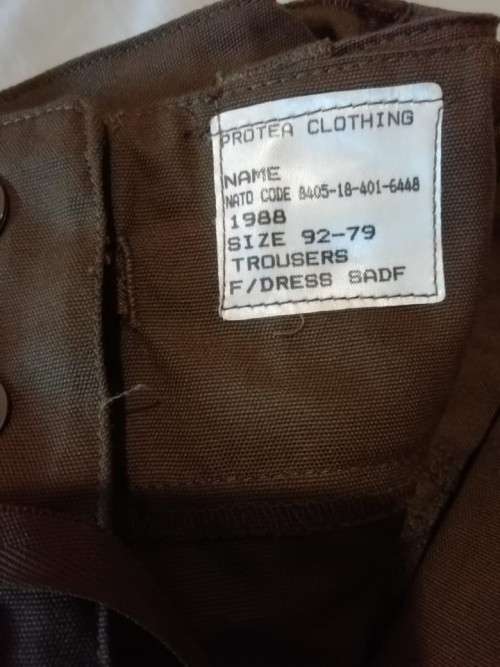 PROTEA CLOTHING
NAME
NATO CODE 8405-18-401-6448
1988
SIZE 92-79
TROUSERS
F/DRESS SADF